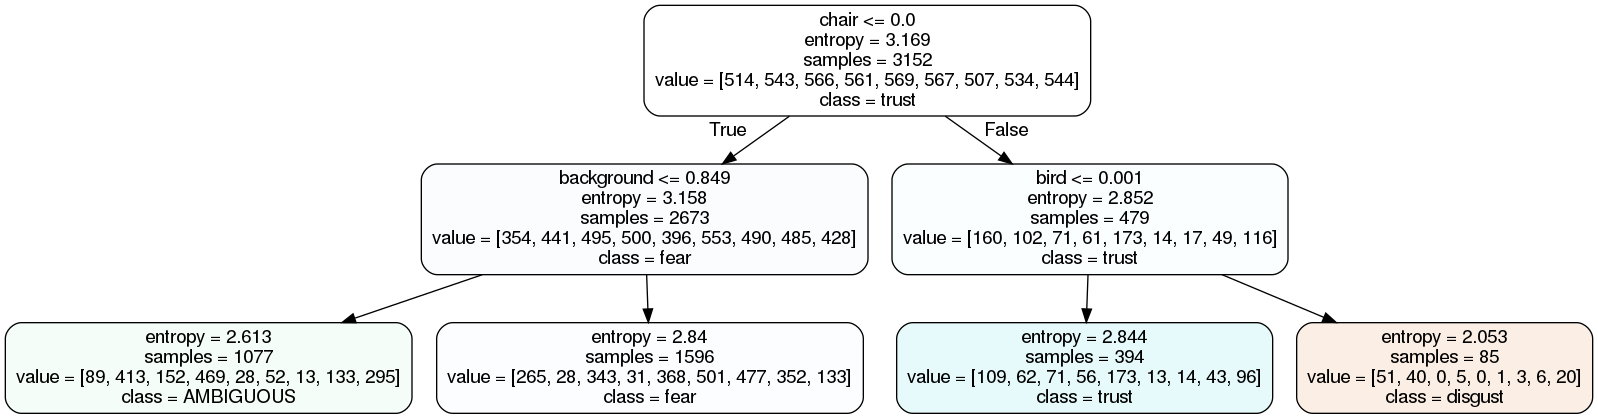 chair <= 0.0
entropy = 3.169
samples = 3152
value = [514, 543, 566, 561, 569, 567, 507, 534, 544]
class = trust
True
False
background <= 0.849
entropy = 3.158
samples = 2673
value = [354, 441, 495, 500, 396, 553, 490, 485, 428]
class = fear
bird <= 0.001
entropy = 2.852
samples = 479
value = [160, 102, 71, 61, 173, 14, 17, 49, 116]
class = trust
entropy = 2.613
samples = 1077
value = [89, 413, 152, 469, 28, 52, 13, 133, 295]
class = AMBIGUOUS
entropy = 2.84
samples = 1596
value = [265, 28, 343, 31, 368, 501, 477, 352, 133]
class = fear
entropy = 2.844
samples = 394
value = [109, 62, 71, 56, 173, 13, 14, 43, 96]
class = trust
entropy = 2.053
samples = 85
value = [51, 40, 0, 5, 0, 1, 3, 6, 20]
class = disgust